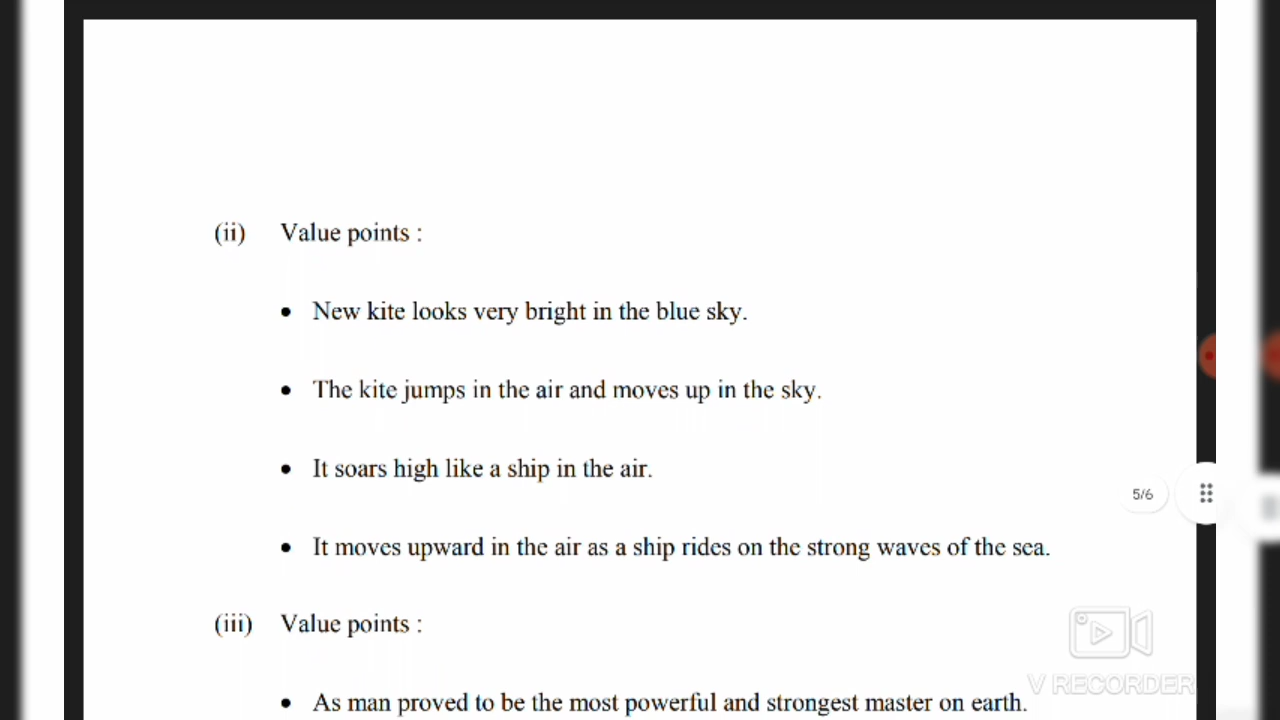 (ii) Value points :
• New kite looks very bright in the blue sky.
• The kite jumps in the air and moves up in the sky.
• It soars high like a ship in the air.
• It moves upward in the air as a ship rides on the strong waves of the sea.
5/6
(iii) Value points :
• As man proved to be the most powerful and strongest master on earth.
V RECORDER